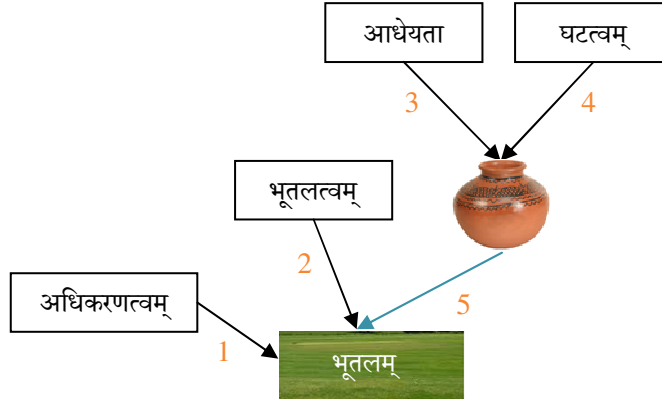 आधेयता
घटत्वम्
3
4
भूतलत्वम्
2
5
अधिकरणत्वम्
1
भूतलम्